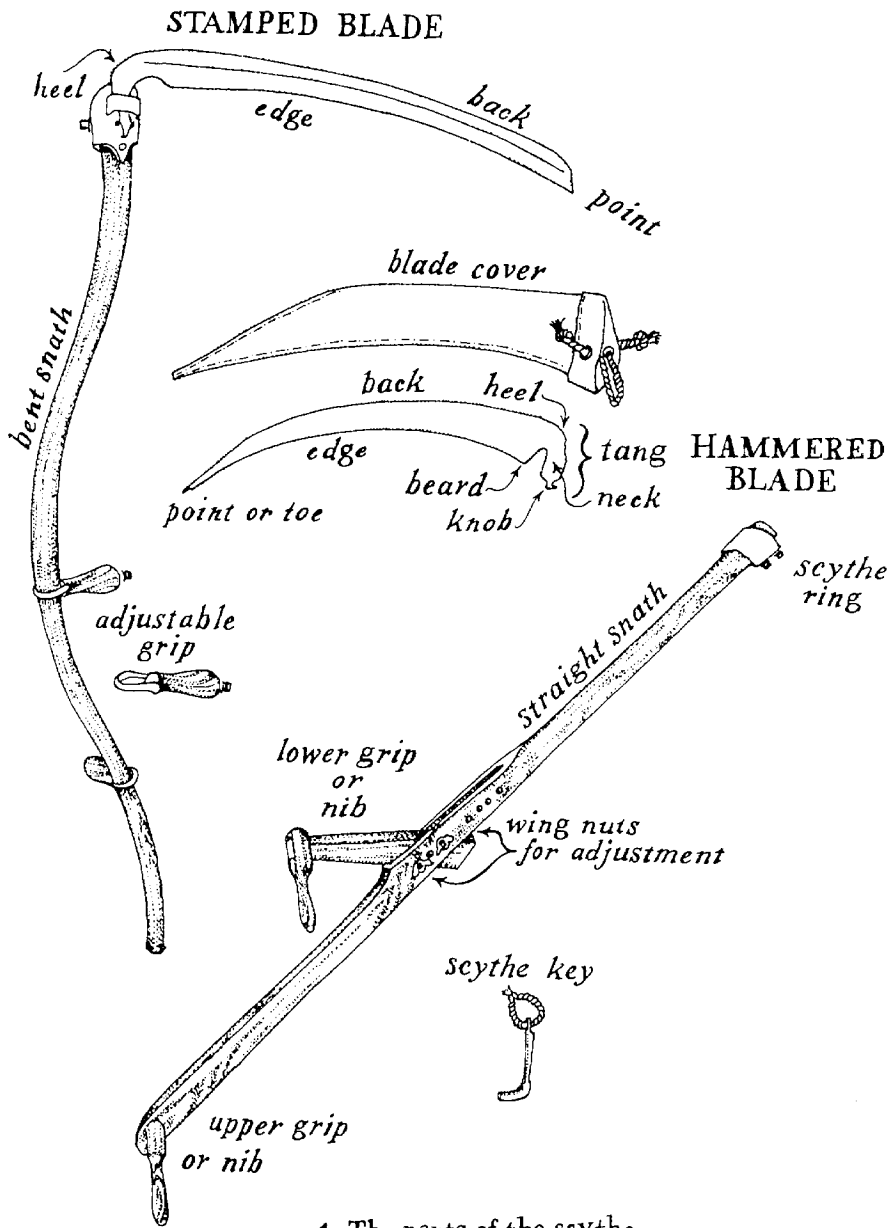 STAMPED BLADE
heel
back
edge
point
blade cover
bent snath
back
heel
edge
tang
HAMMERED
BLADE
beard
neck
knob
point or toe
scythe
ring
adjustable
grip
straight snath
lower grip
or
nib
wing nuts
for adjustment
scythe key
upper grip
or nib
1. The parts of the scythe